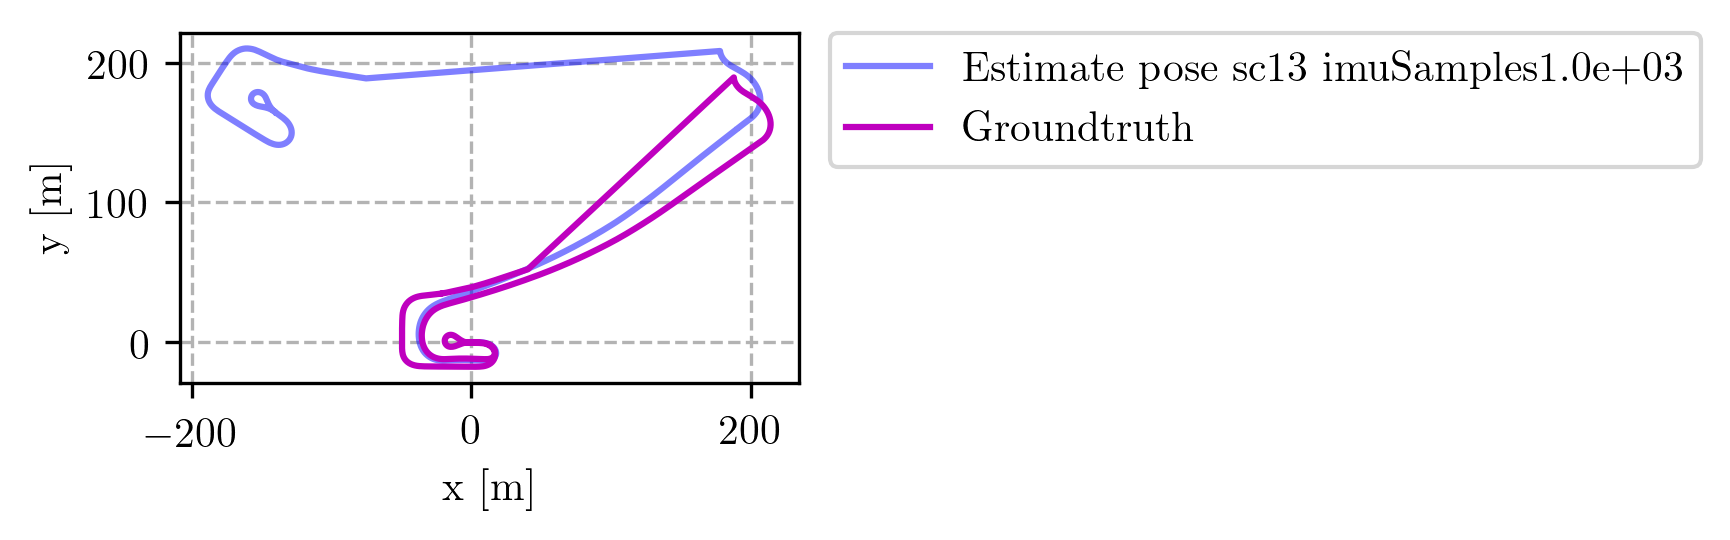 200
100
0
−200
0
200
y [m]
x [m]
Estimate pose sc13 imuSamples1.0e+03
Groundtruth